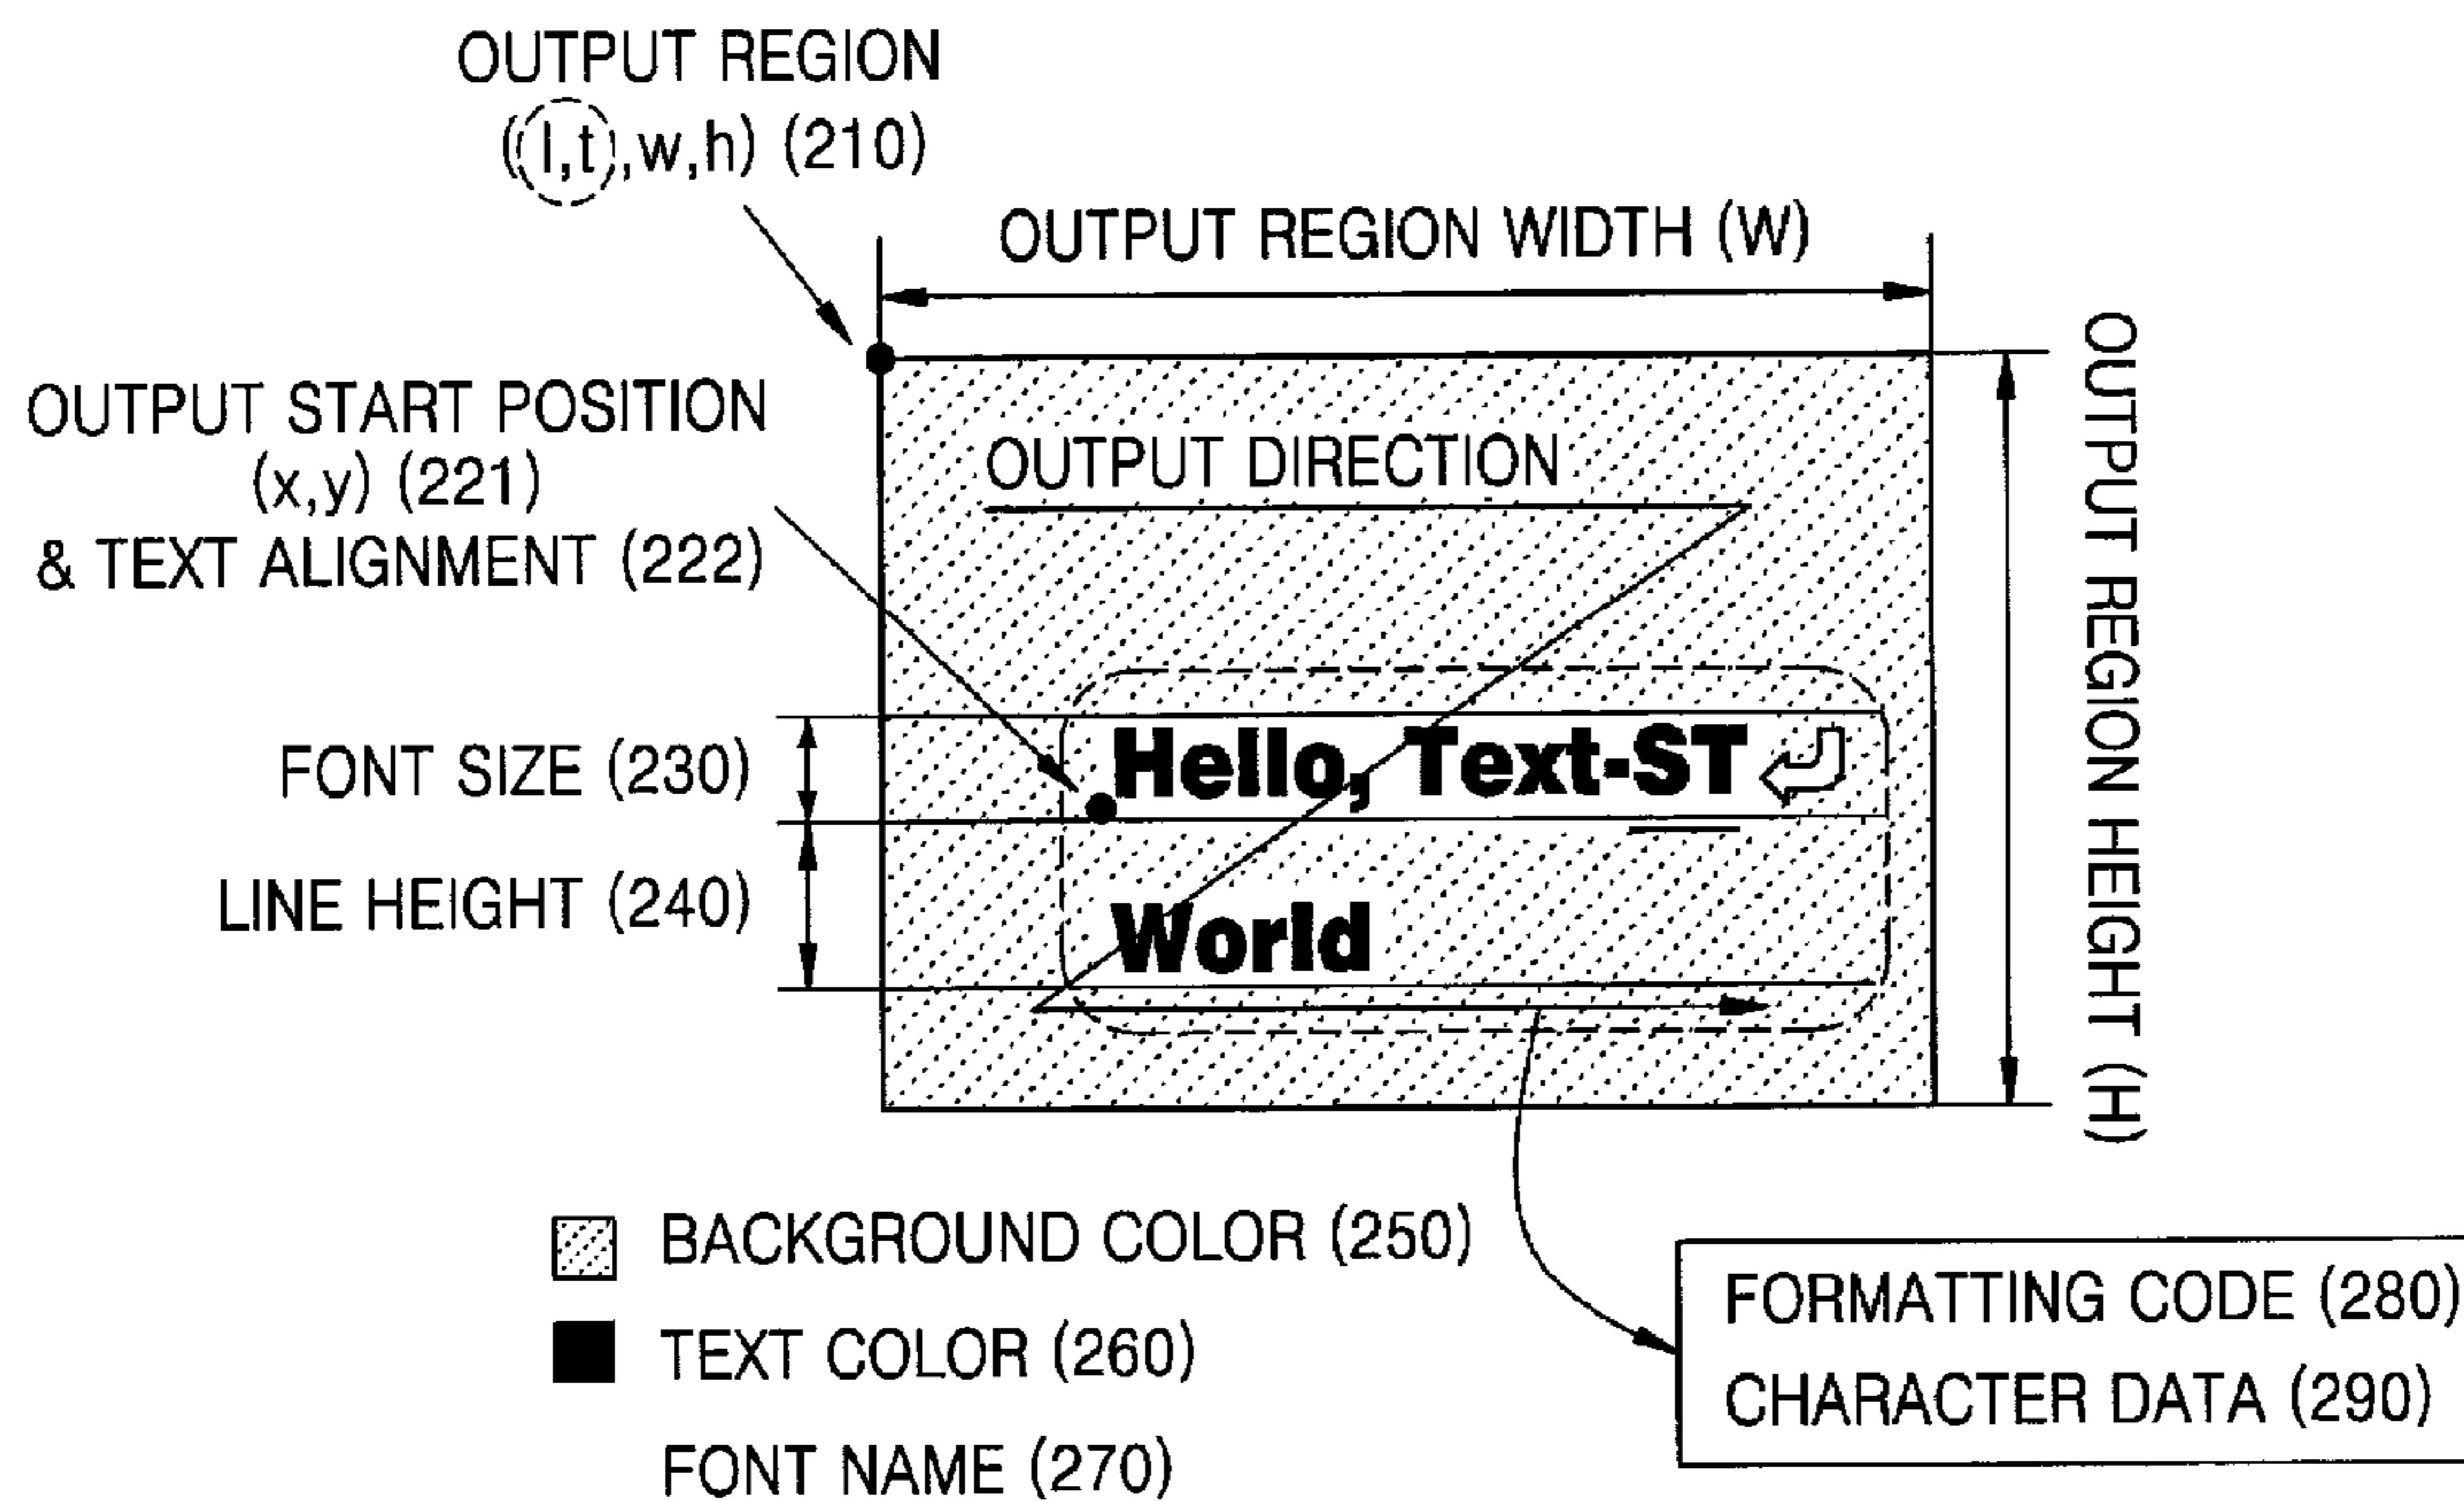 OUTPUT REGION
(l,t),w,h) (210)
OUTPUT REGION WIDTH (W)
OUTPUT REGION HEIGHT (H)
OUTPUT START POSITION
(x,y) (221)
& TEXT ALIGNMENT (222)
OUTPUT DIRECTION
FONT SIZE (230)
Hello, Text-ST
LINE HEIGHT (240)
World
BACKGROUND COLOR (250)
TEXT COLOR (260)
FONT NAME (270)
FORMATTING CODE (280)
CHARACTER DATA (290)